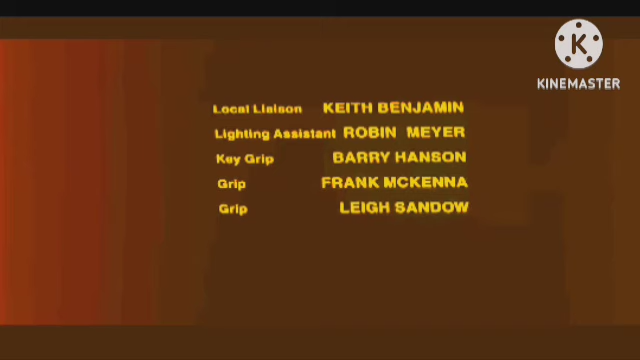 K
KINEMASTER
Local Liaison KEITH BENJAMIN
Lighting Assistant ROBIN MEYER
Key Grip BARRY HANSON
Grip FRANK MCKENNA
Grip LEIGH SANDOW